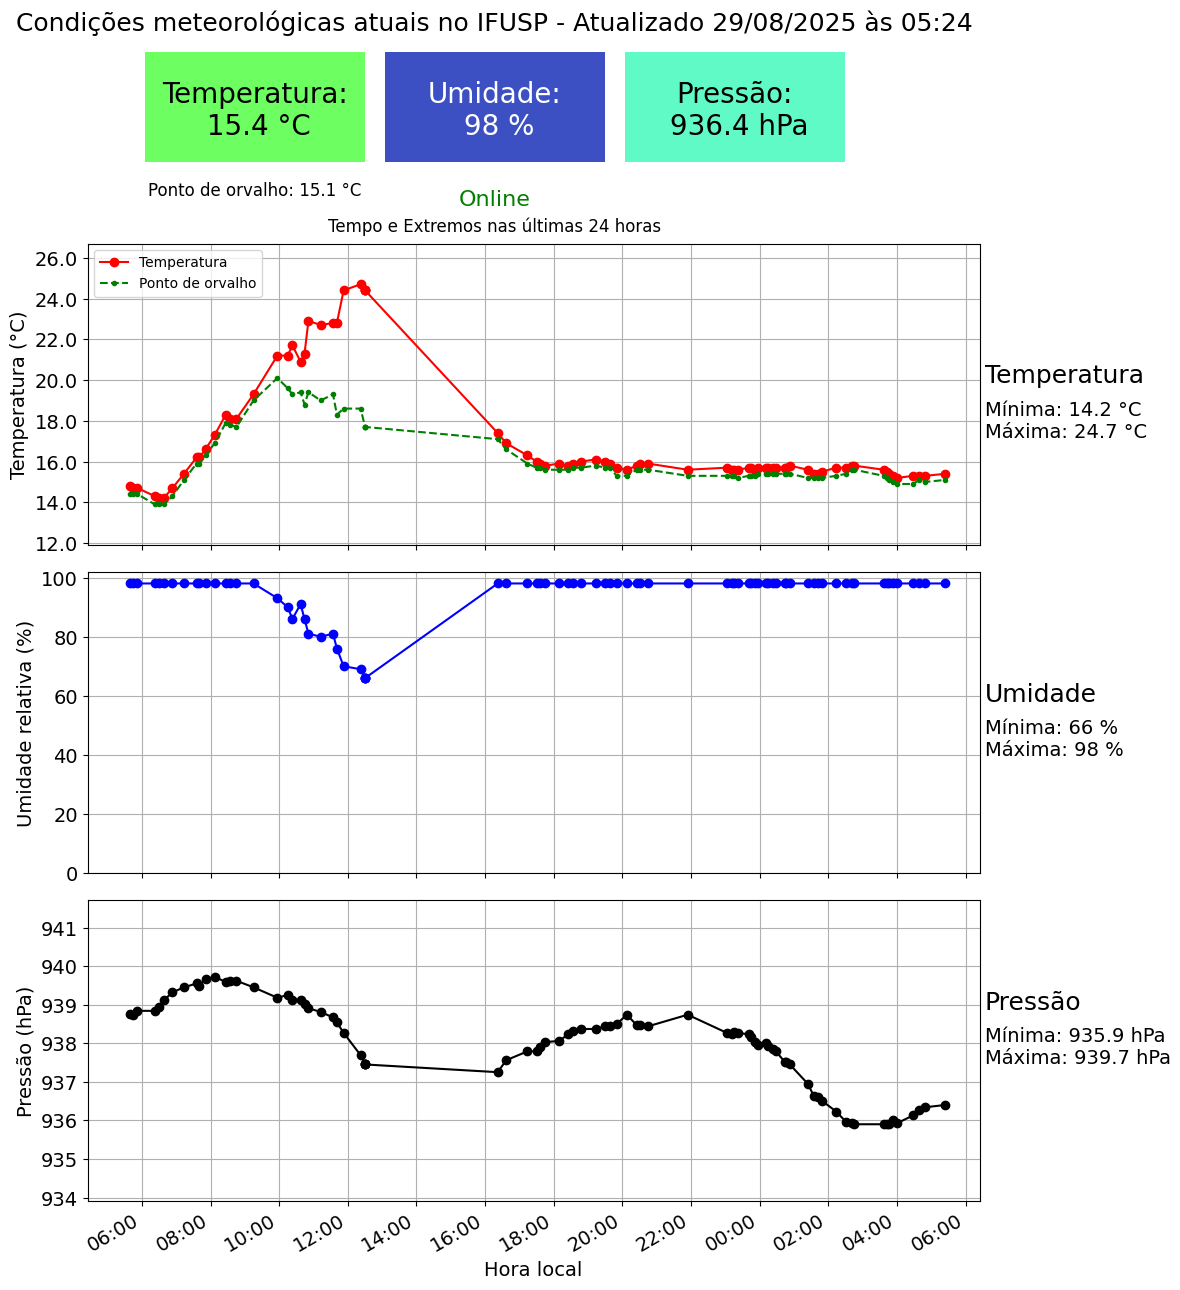 Condições meteorológicas atuais no IFUSP - Atualizado 29/08/2025 às 05:24
Temperatura:
15.4 °C
Umidade:
98 %
Pressão:
936.4 hPa
Ponto de orvalho: 15.1 °C
Online
Tempo e Extremos nas últimas 24 horas
Temperatura
Ponto de orvalho
Temperatura (°C)
26.0
24.0
22.0
20.0
18.0
16.0
14.0
12.0
Temperatura
Mínima: 14.2 °C
Máxima: 24.7 °C
Umidade relativa (%)
100
80
60
40
20
0
Umidade
Mínima: 66 %
Máxima: 98 %
Pressão (hPa)
941
940
939
938
937
936
935
934
Pressão
Mínima: 935.9 hPa
Máxima: 939.7 hPa
06:00 08:00 10:00 12:00 14:00 16:00 18:00 20:00 22:00 00:00 02:00 04:00 06:00
Hora local